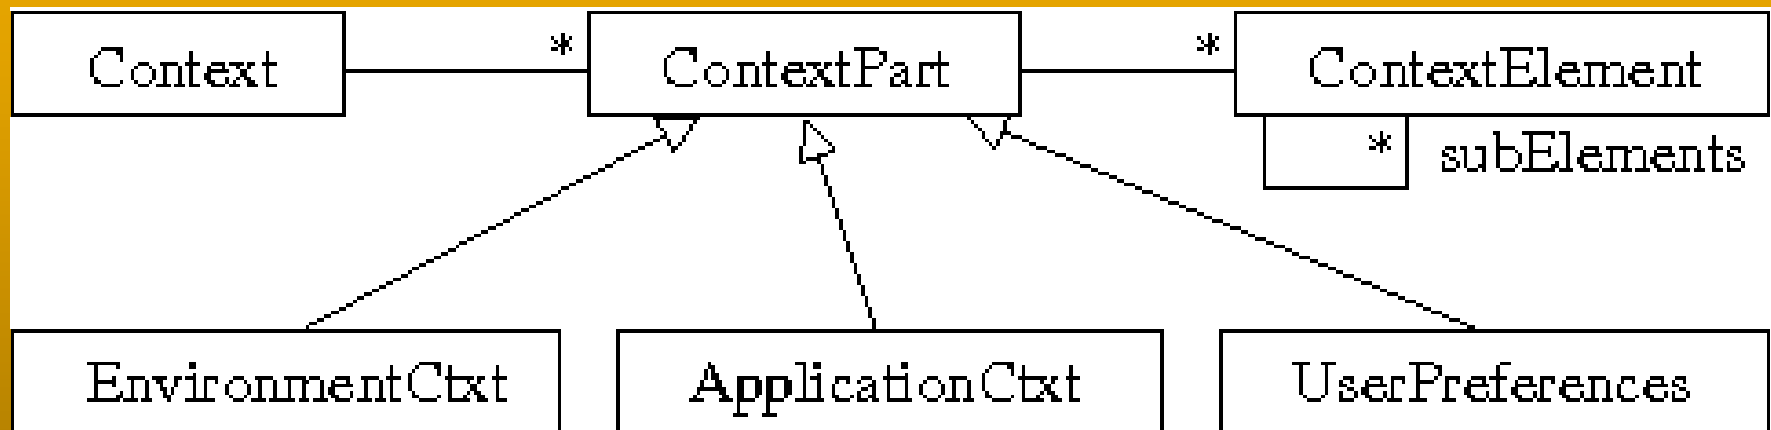 Context * ContextPart * ContextElement
* subElements
EnvironmentCtxt ApplicationCtxt UserPreferences